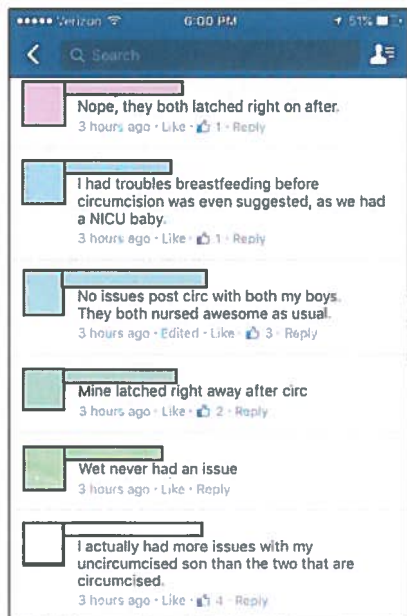 Verizon 6:00 PM 51%
Search
Nope, they both latched right on after.
3 hours ago · Like · 1 · Reply
I had troubles breastfeeding before
circumcision was even suggested, as we had
a NICU baby.
3 hours ago · Like · 1 · Reply
No issues post circ with both my boys.
They both nursed awesome as usual.
3 hours ago · Edited · Like · 3 · Reply
Mine latched right away after circ
3 hours ago · Like · 2 · Reply
Wet never had an issue
3 hours ago · Like · Reply
I actually had more issues with my
uncircumcised son than the two that are
circumcised.
3 hours ago · Like · 4 · Reply